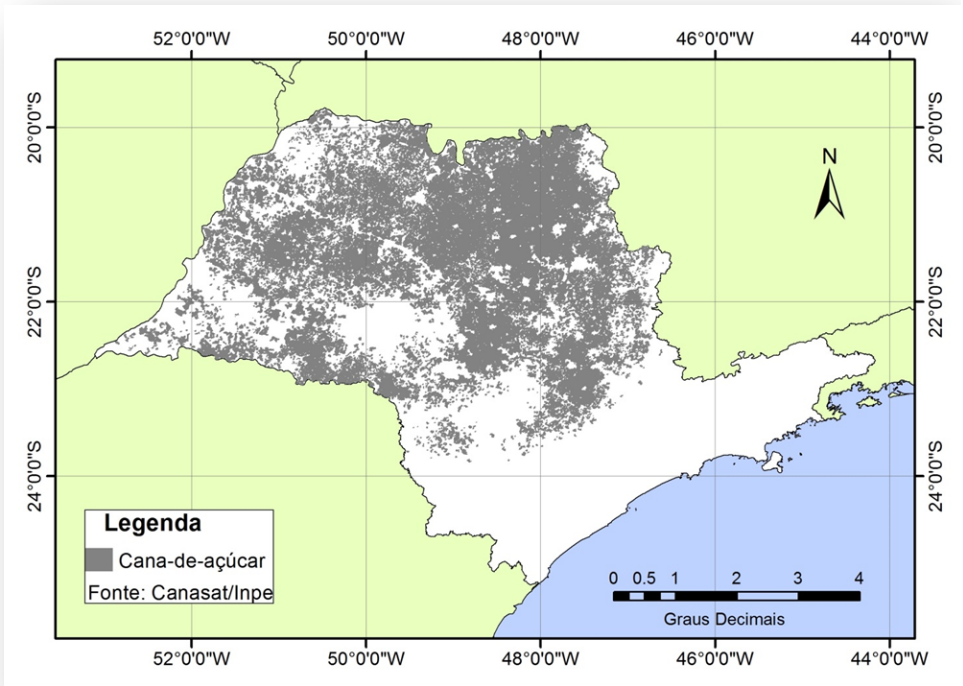 52°0'0"W 50°0'0"W 48°0'0"W 46°0'0"W 44°0'0"W
20°0'0"S 20°0'0"S
N
22°0'0"S 22°0'0"S
24°0'0"S 24°0'0"S
Legenda
Cana-de-açúcar
Fonte: Canasat/Inpe
0 0.5 1 2 3 4
Graus Decimais
52°0'0"W 50°0'0"W 48°0'0"W 46°0'0"W 44°0'0"W